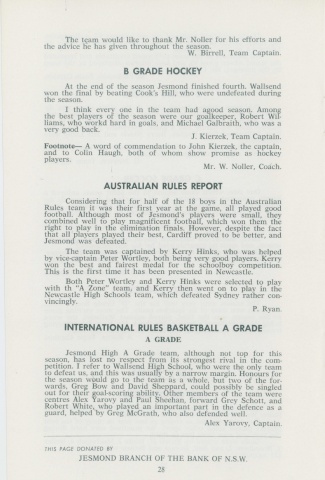 The team would like to thank Mr. Noller for his efforts and
the advice he has given throughout the season.
W. Birrell, Team Captain.
B GRADE HOCKEY
At the end of the season Jesmond finished fourth. Wallsend
won the final by beating Cook's Hill, who were undefeated during
the season.
I think every one in the team had agood season. Among
the best players of the season were our goalkeeper, Robert Wil-
liams, who workd hard in goals, and Michael Galbraith, who was a
very good back.
J. Kierzek, Team Captain.
Footnote— A word of commendation to John Kierzek, the captain,
and to Colin Haugh, both of whom show promise as hockey
players.
Mr. W. Noller, Coach.
AUSTRALIAN RULES REPORT
Considering that for half of the 18 boys in the Australian
Rules team it was their first year at the game, all played good
football. Although most of Jesmond's players were small, they
combined well to play magnificent football, which won them the
right to play in the elimination finals. However, despite the fact
that all players played their best, Cardiff proved to be better, and
Jesmond was defeated.
The team was captained by Kerry Hinks, who was helped
by vice-captain Peter Wortley, both being very good players. Kerry
won the best and fairest medal for the schoolboy competition.
This is the first time it has been presented in Newcastle.
Both Peter Wortley and Kerry Hinks were selected to play
with th "A Zone" team, and Kerry then went on to play in the
Newcastle High Schools team, which defeated Sydney rather con-
vincingly.
P. Ryan.
INTERNATIONAL RULES BASKETBALL A GRADE
A GRADE
Jesmond High A Grade team, although not top for this
season, has lost no respect from its strongest rival in the com-
petition. I refer to Wallsend High School, who were the only team
to defeat us, and this was usually by a narrow margin. Honours for
the season would go to the team as a whole, but two of the for-
wards, Greg Bow and David Sheppard, could possibly be singled
out for their goal-scoring ability. Other members of the team were
centres Alex Yarovy and Paul Sheehan, forward Grey Schott, and
Robert White, who played an important part in the defence as a
guard, helped by Greg McGrath, who also defended well.
Alex Yarovy, Captain.
THIS PAGE DONATED BY
JESMOND BRANCH OF THE BANK OF N.S.W.
28